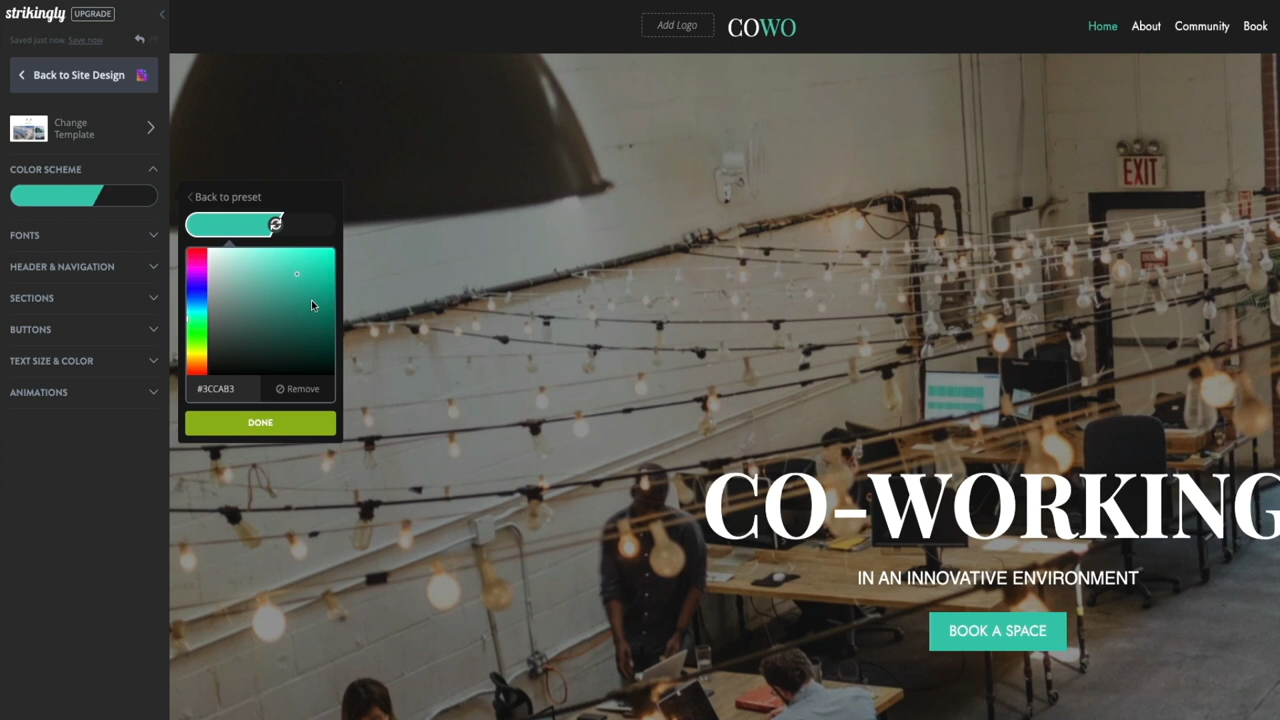 strikingly UPGRADE
Saved just now. Save now
Back to Site Design
Change
Template
COLOR SCHEME
FONTS
HEADER & NAVIGATION
SECTIONS
BUTTONS
TEXT SIZE & COLOR
ANIMATIONS
Back to preset
#3CCAB3 Remove
DONE
Add Logo COWO Home About Community Book
EXIT
CO-WORKING
IN AN INNOVATIVE ENVIRONMENT
BOOK A SPACE